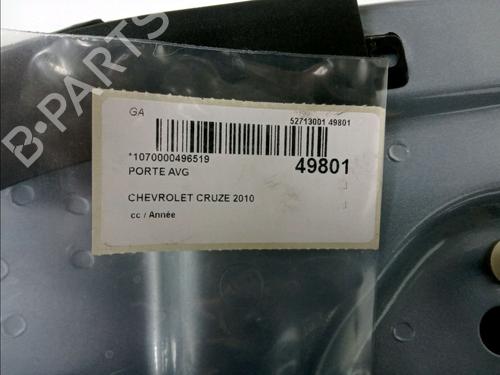 GA
52713001 49801
*1070000496519
49801
PORTE AVG
CHEVROLET CRUZE 2010
cc / Année
B-PARTS